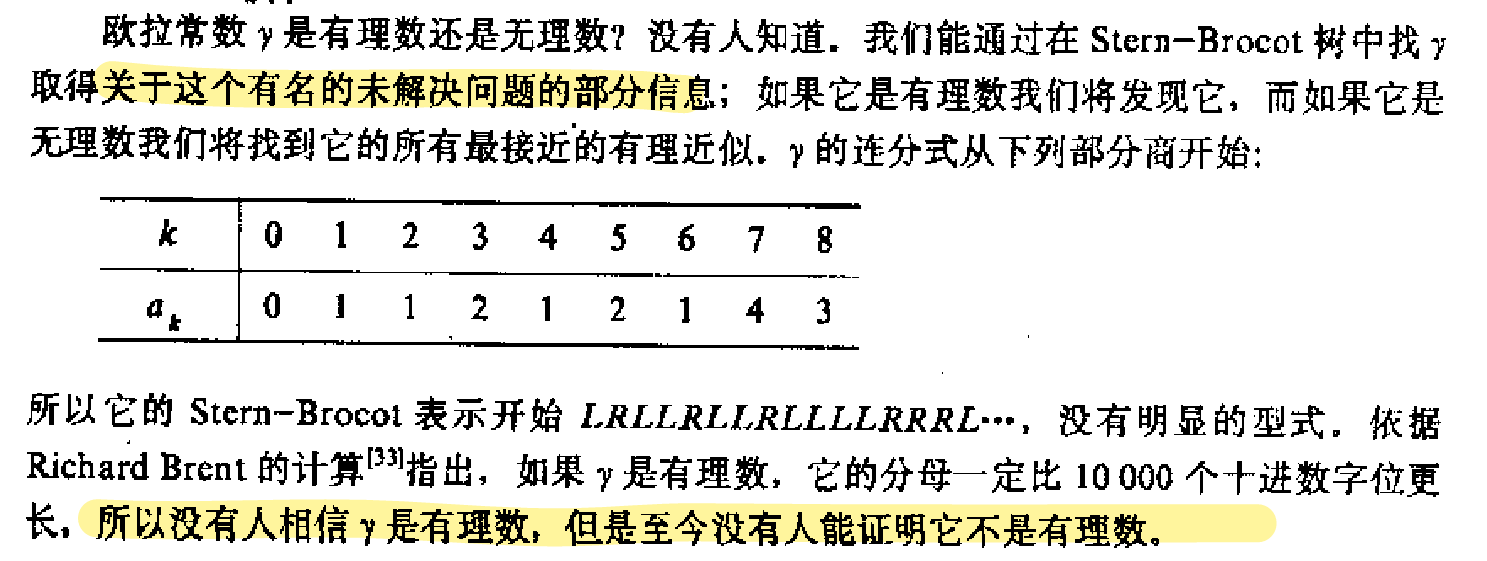 欧拉常数 γ 是有理数还是无理数? 没有人知道. 我们能通过在 Stern-Brocot 树中找 γ
取得关于这个有名的未解决问题的部分信息; 如果它是有理数我们将发现它, 而如果它是
无理数我们将找到它的所有最接近的有理近似. γ 的连分式从下列部分商开始:
k 0 1 2 3 4 5 6 7 8
a_k 0 1 1 2 1 2 1 4 3
所以它的 Stern-Brocot 表示开始 LRLLRLLRLLLLRRRL…, 没有明显的型式. 依据
Richard Brent 的计算[33]指出, 如果 γ 是有理数, 它的分母一定比 10 000 个十进数字位更
长, 所以没有人相信 γ 是有理数, 但是至今没有人能证明它不是有理数。